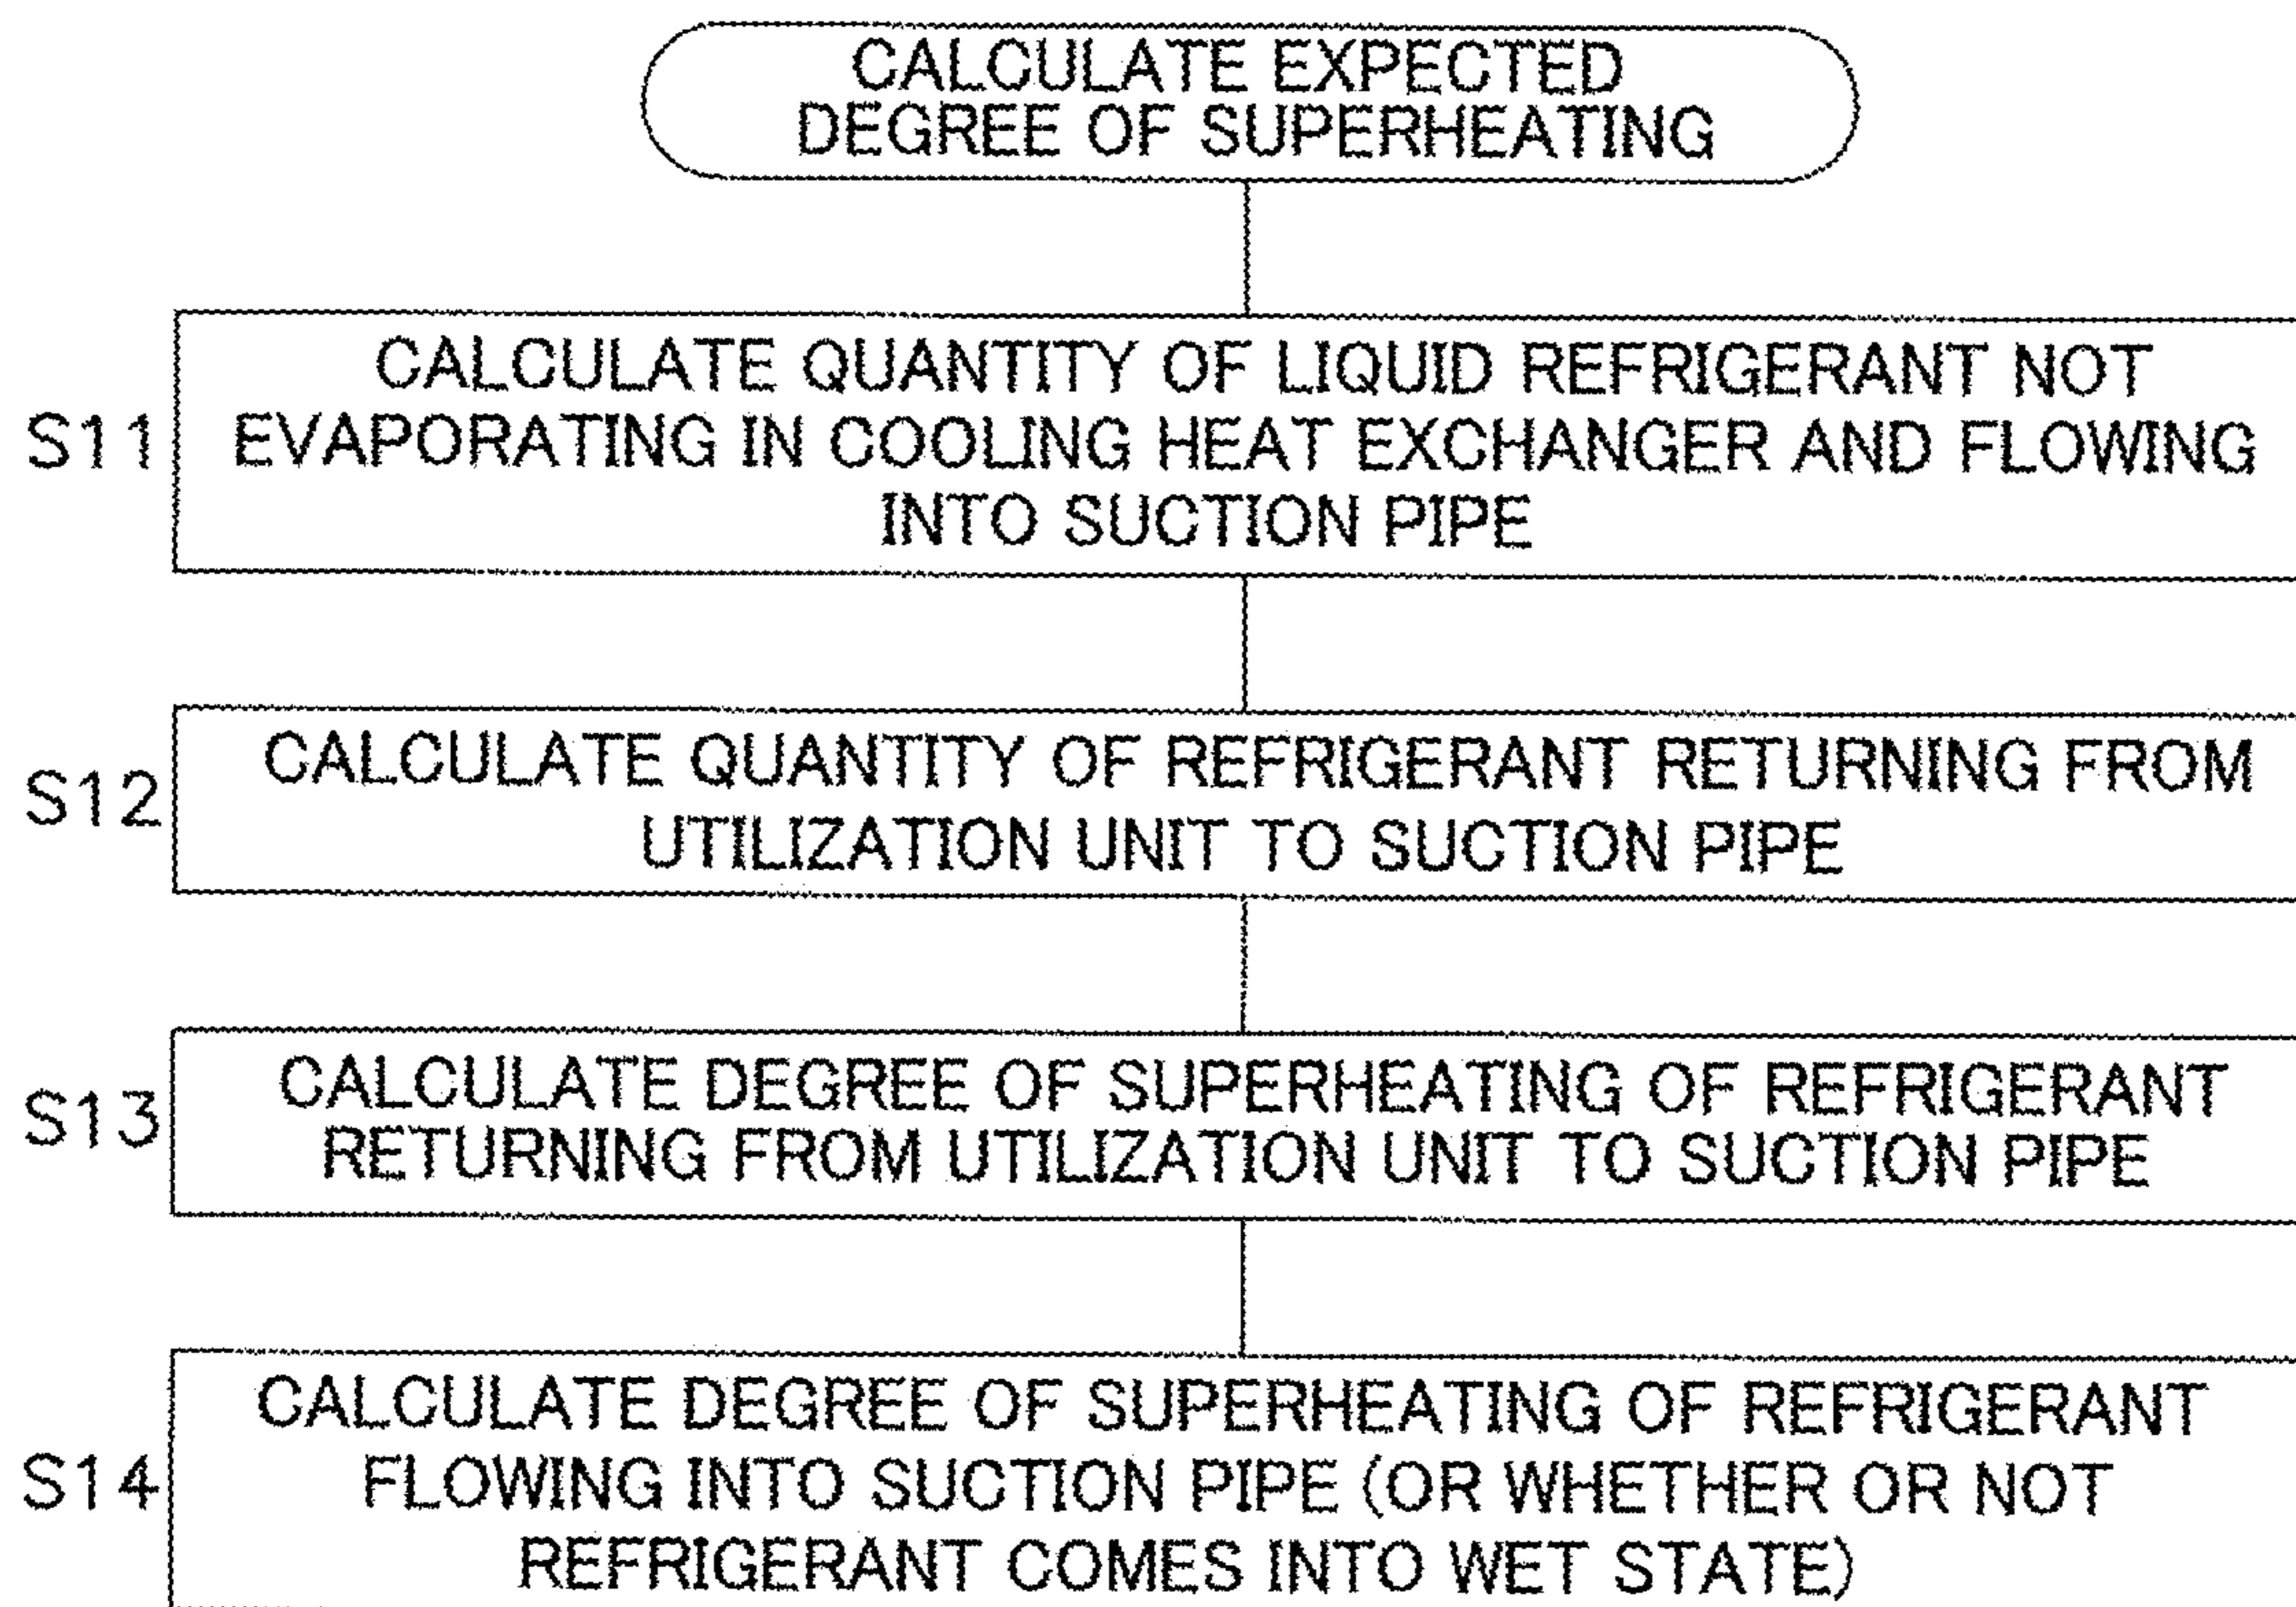 CALCULATE EXPECTED
DEGREE OF SUPERHEATING
S11
CALCULATE QUANTITY OF LIQUID REFRIGERANT NOT
EVAPORATING IN COOLING HEAT EXCHANGER AND FLOWING
INTO SUCTION PIPE
S12
CALCULATE QUANTITY OF REFRIGERANT RETURNING FROM
UTILIZATION UNIT TO SUCTION PIPE
S13
CALCULATE DEGREE OF SUPERHEATING OF REFRIGERANT
RETURNING FROM UTILIZATION UNIT TO SUCTION PIPE
S14
CALCULATE DEGREE OF SUPERHEATING OF REFRIGERANT
FLOWING INTO SUCTION PIPE (OR WHETHER OR NOT
REFRIGERANT COMES INTO WET STATE)